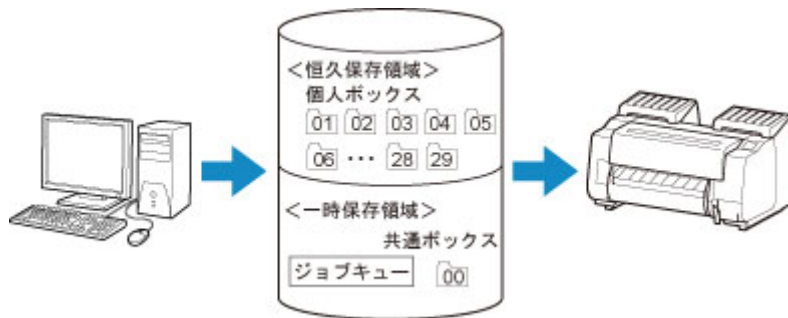 <恒久保存領域>
個人ボックス
01 02 03 04 05
06 ・・・ 28 29
<一時保存領域>
共通ボックス
ジョブキュー 00